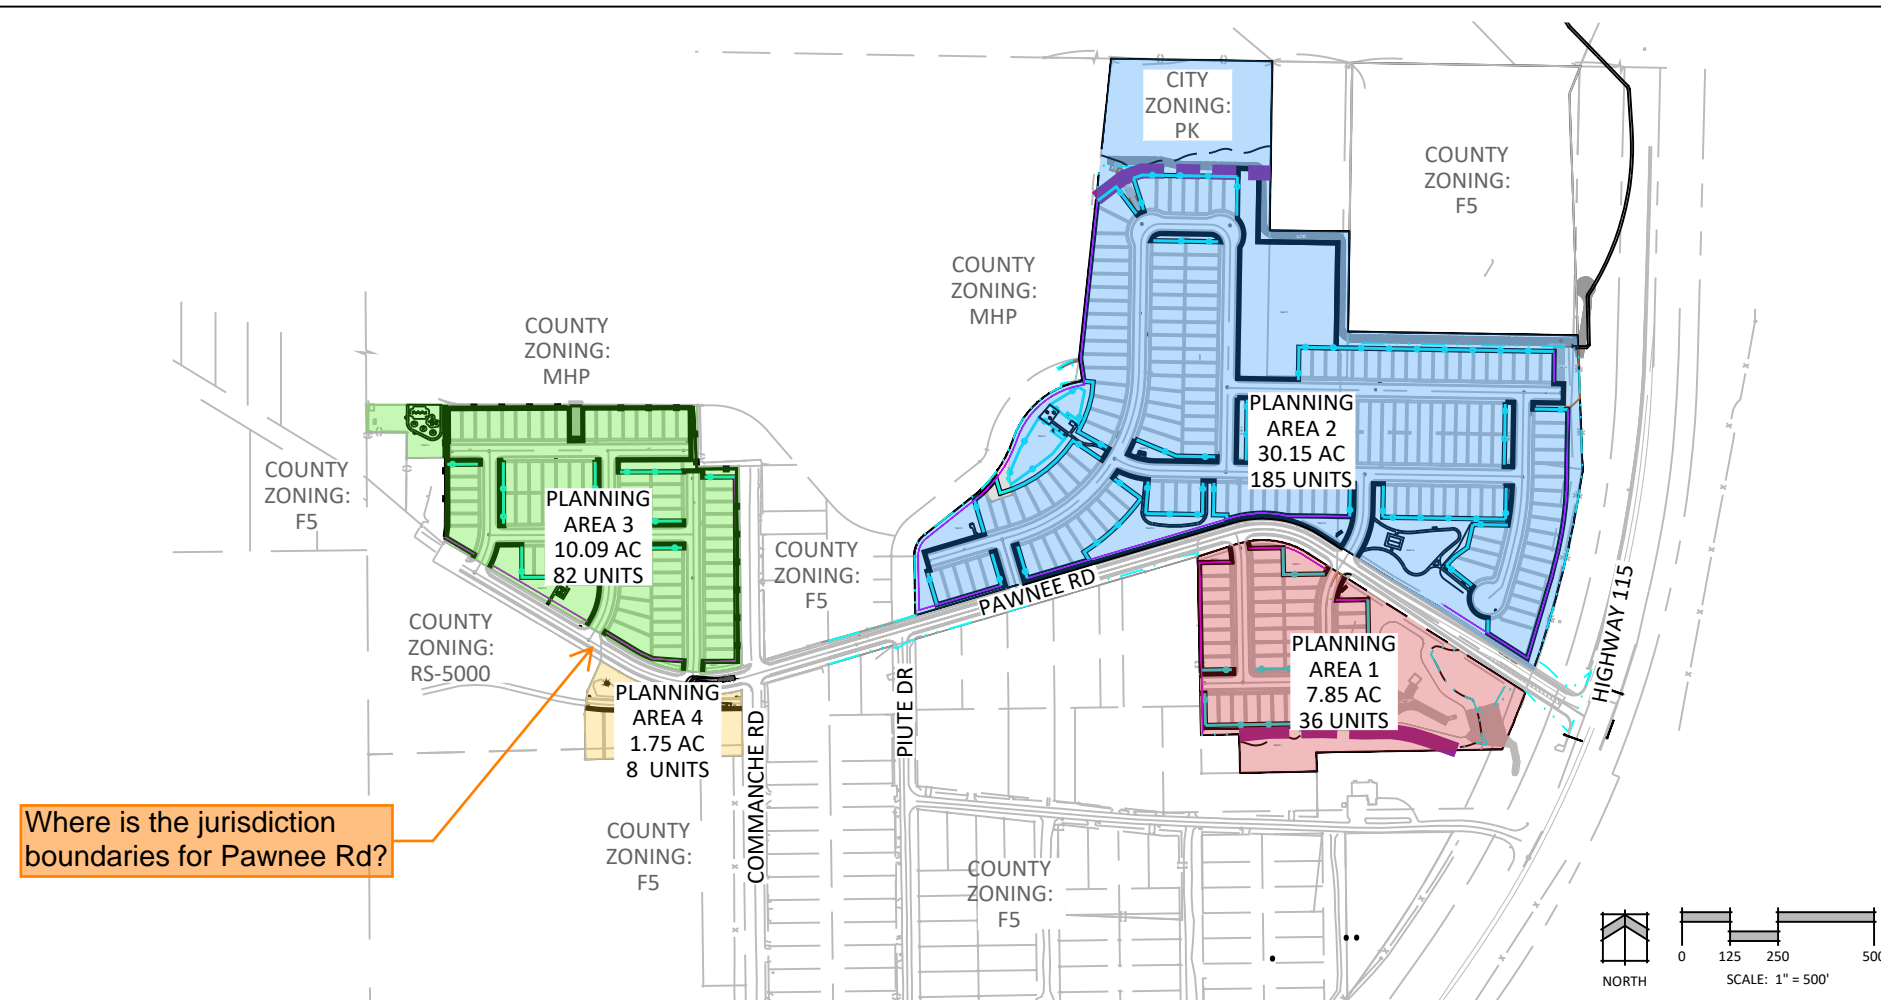 CITY
ZONING:
PK
COUNTY
ZONING:
F5
COUNTY
ZONING:
MHP
COUNTY
ZONING:
MHP
PLANNING
AREA 2
30.15 AC
185 UNITS
COUNTY
ZONING:
F5
PLANNING
AREA 3
10.09 AC
82 UNITS
COUNTY
ZONING:
F5
PAWNEE RD
HIGHWAY 115
COUNTY
ZONING:
RS-5000
PLANNING
AREA 1
7.85 AC
36 UNITS
PLANNING
AREA 4
1.75 AC
8 UNITS
COMMANCHE RD
PIUTE DR
Where is the jurisdiction
boundaries for Pawnee Rd?
COUNTY
ZONING:
F5
COUNTY
ZONING:
F5
NORTH
0 125 250 500
SCALE: 1" = 500'